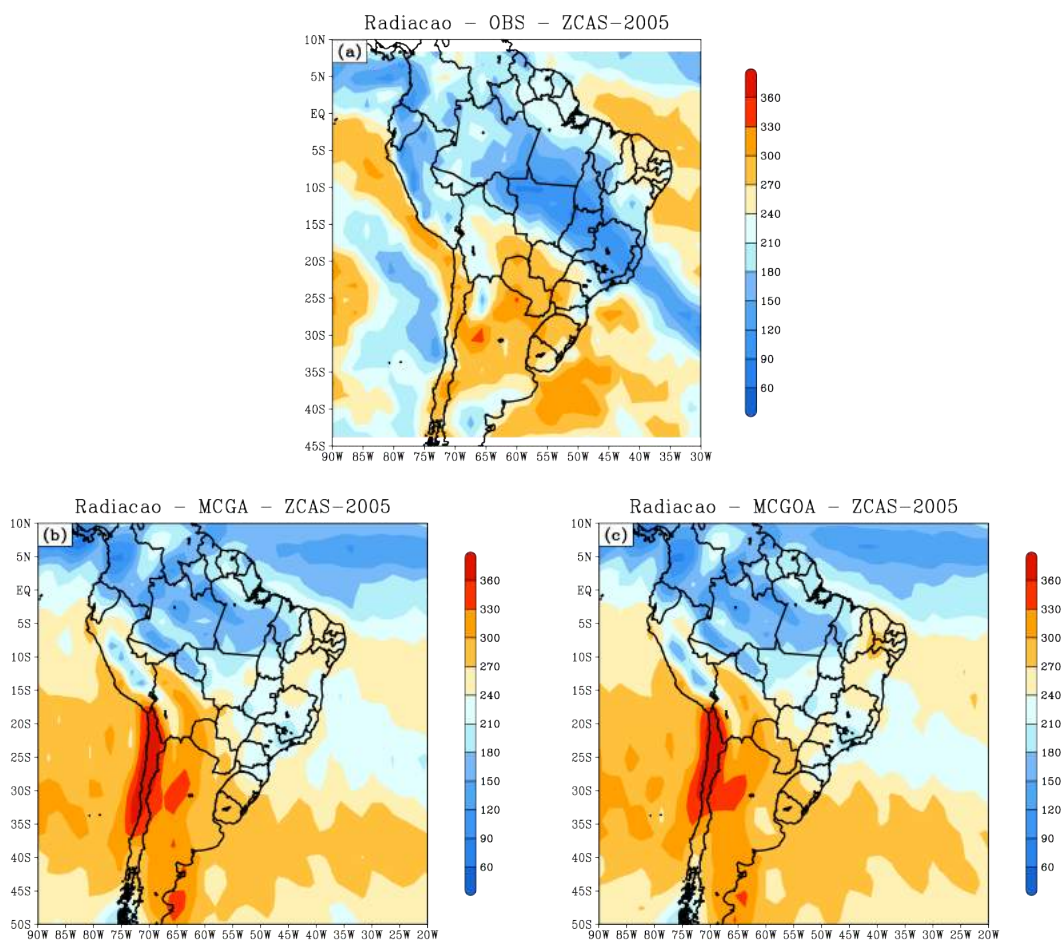 Radiacao - OBS - ZCAS-2005
(a)
10N
5N
EQ
5S
10S
15S
20S
25S
30S
35S
40S
45S
90W 85W 80W 75W 70W 65W 60W 55W 50W 45W 40W 35W 30W
360
330
300
270
240
210
180
150
120
90
60
Radiacao - MCGA - ZCAS-2005
(b)
10N
5N
EQ
5S
10S
15S
20S
25S
30S
35S
40S
45S
50S
90W 85W 80W 75W 70W 65W 60W 55W 50W 45W 40W 35W 30W 25W 20W
360
330
300
270
240
210
180
150
120
90
60
Radiacao - MCGOA - ZCAS-2005
(c)
10N
5N
EQ
5S
10S
15S
20S
25S
30S
35S
40S
45S
50S
90W 85W 80W 75W 70W 65W 60W 55W 50W 45W 40W 35W 30W 25W 20W
360
330
300
270
240
210
180
150
120
90
60